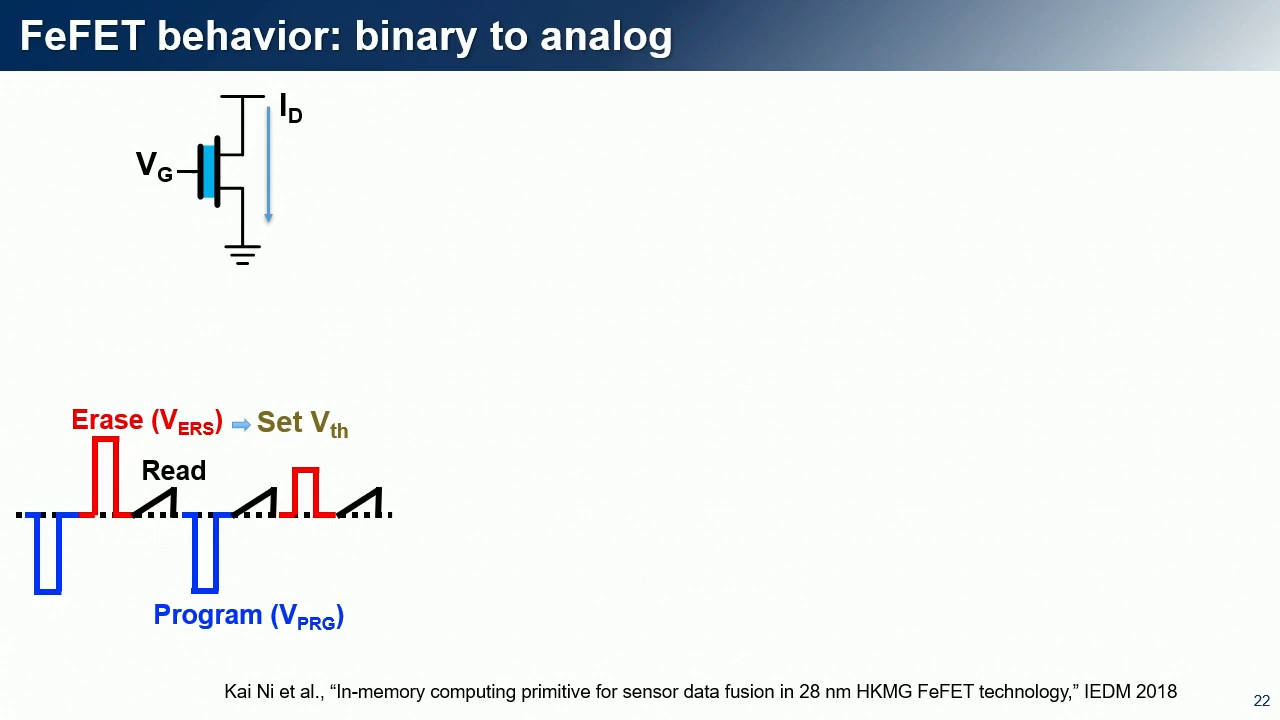 FeFET behavior: binary to analog
I_D
V_G
Erase (V_ERS) Set V_th
Read
Program (V_PRG)
Kai Ni et al., “In-memory computing primitive for sensor data fusion in 28 nm HKMG FeFET technology,” IEDM 2018
22